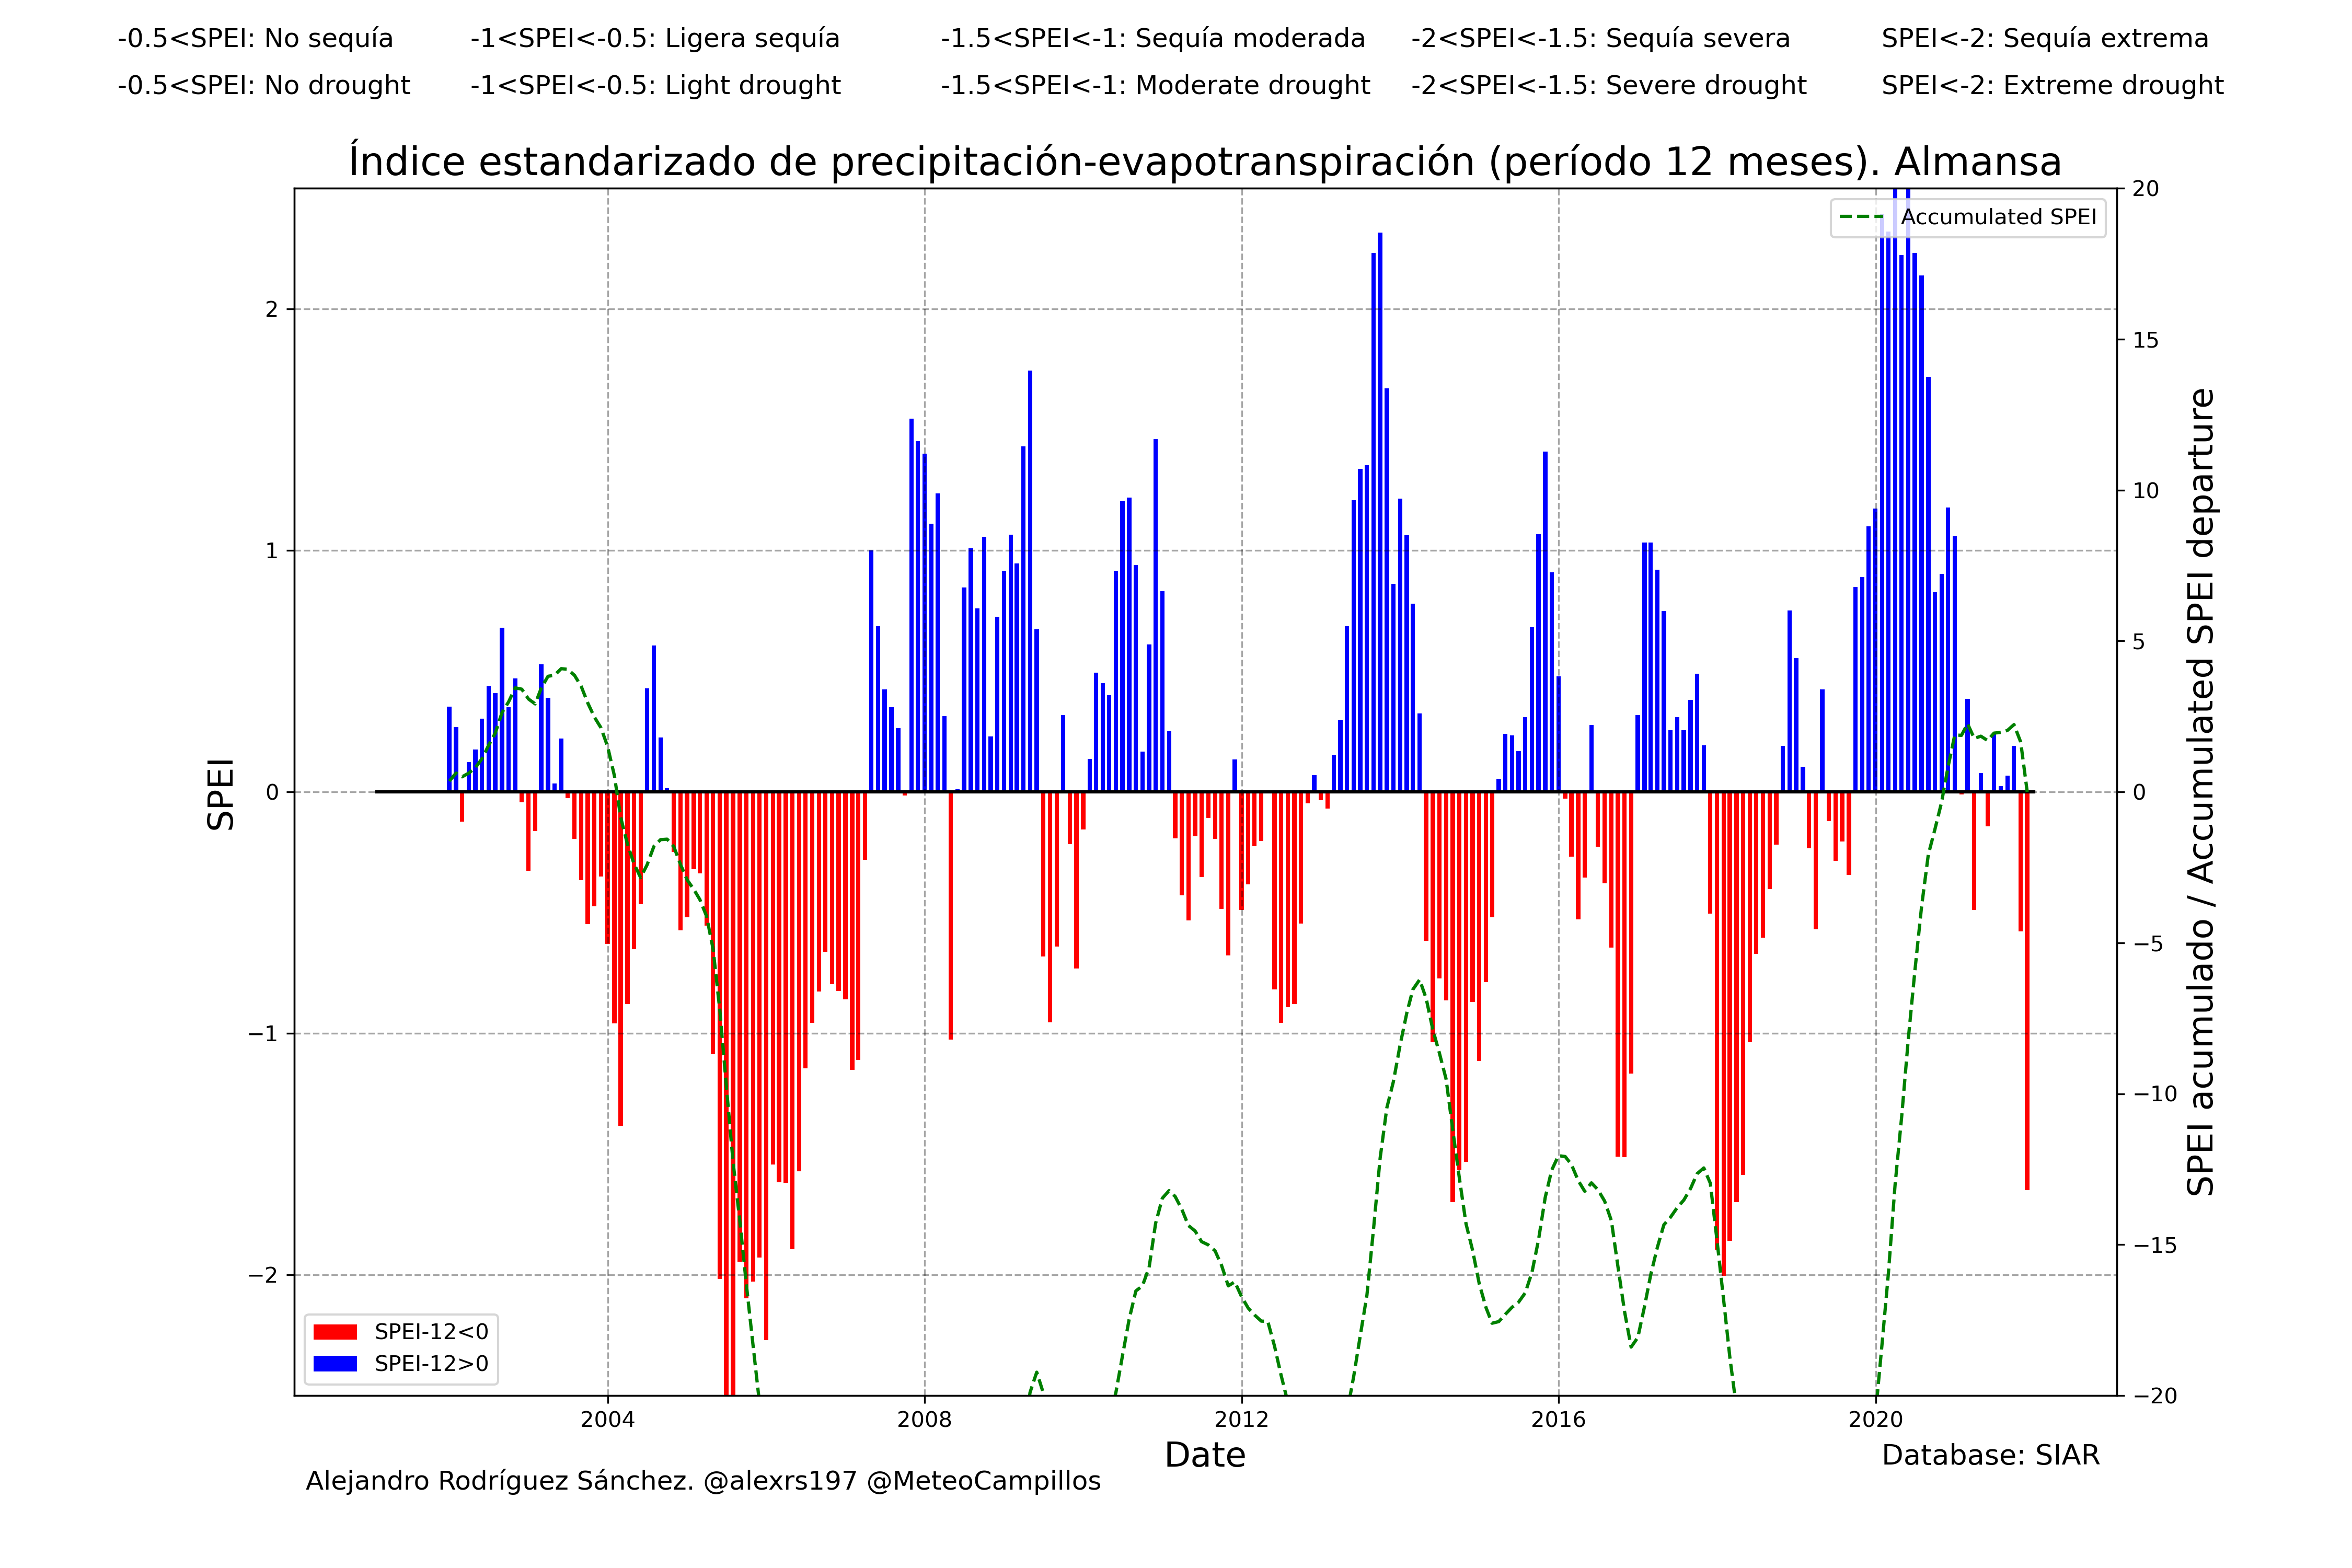 -0.5<SPEI: No sequía -1<SPEI<-0.5: Ligera sequía -1.5<SPEI<-1: Sequía moderada -2<SPEI<-1.5: Sequía severa SPEI<-2: Sequía extrema
-0.5<SPEI: No drought -1<SPEI<-0.5: Light drought -1.5<SPEI<-1: Moderate drought -2<SPEI<-1.5: Severe drought SPEI<-2: Extreme drought
Índice estandarizado de precipitación-evapotranspiración (período 12 meses). Almansa
Accumulated SPEI
SPEI
2
1
0
−1
−2
20
15
10
5
0
−5
−10
−15
−20
SPEI acumulado / Accumulated SPEI departure
SPEI-12<0
SPEI-12>0
2004 2008 2012 2016 2020
Date
Database: SIAR
Alejandro Rodríguez Sánchez. @alexrs197 @MeteoCampillos